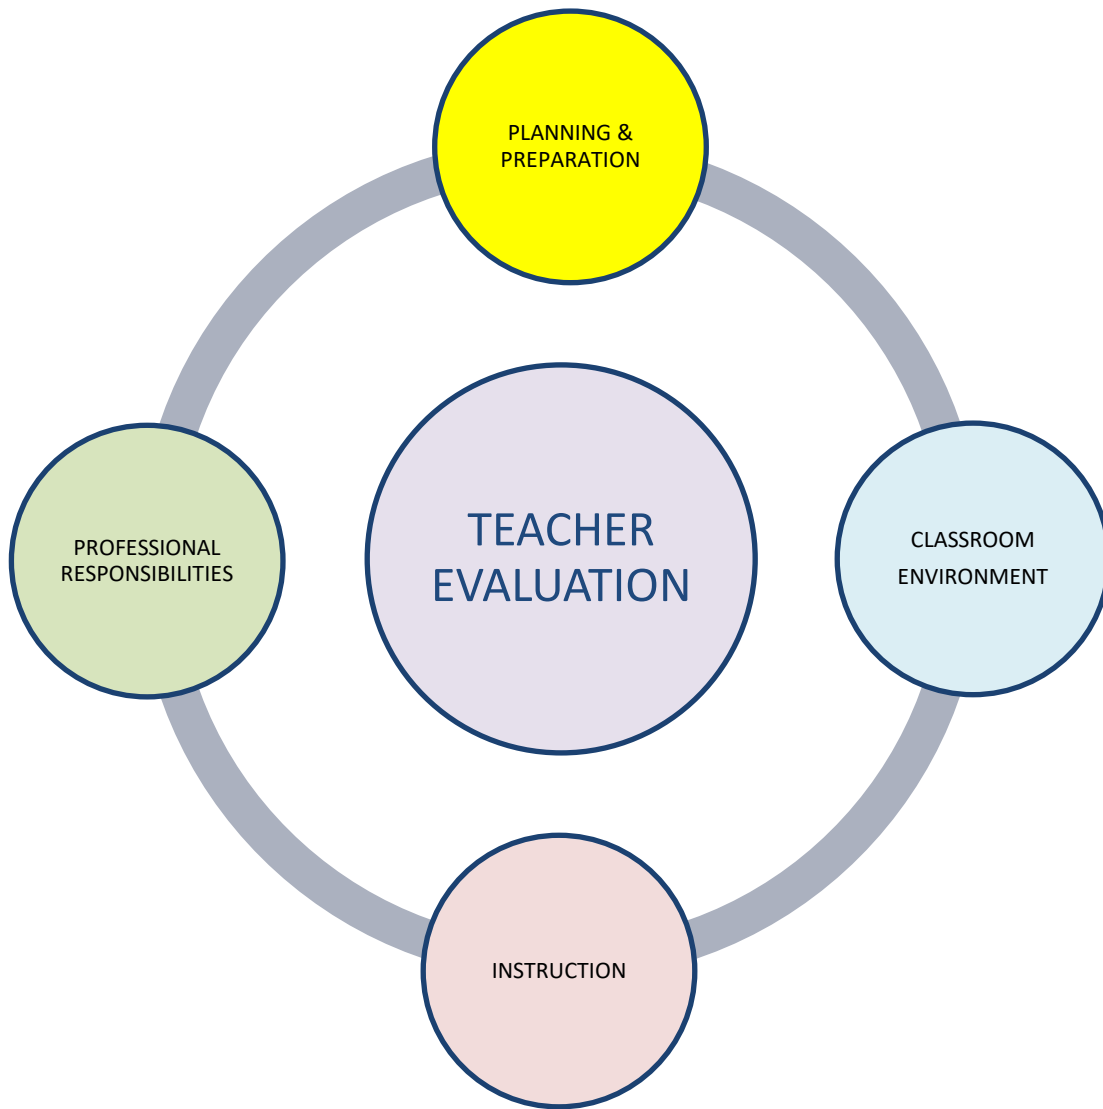 PLANNING &
PREPARATION
TEACHER
EVALUATION
PROFESSIONAL
RESPONSIBILITIES
CLASSROOM
ENVIRONMENT
INSTRUCTION